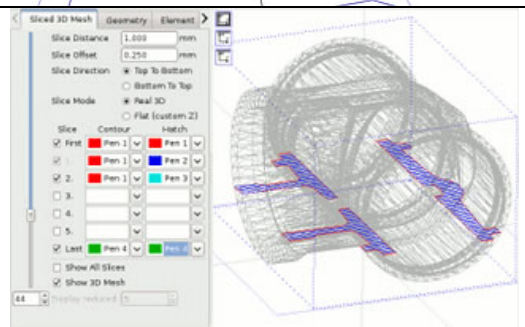 Sliced 3D Mesh Geometry Element
Slice Distance 1.000 mm
Slice Offset 0.250 mm
Slice Direction Top To Bottom
Bottom To Top
Slice Mode Real 3D
Flat (custom Z)
Slice Contour Hatch
First Pen 1 Pen 1
1. Pen 1 Pen 2
2. Pen 1 Pen 3
3.
4.
5.
Last Pen 4 Pen 4
Show All Slices
Show 3D Mesh
44 Display reduced 5